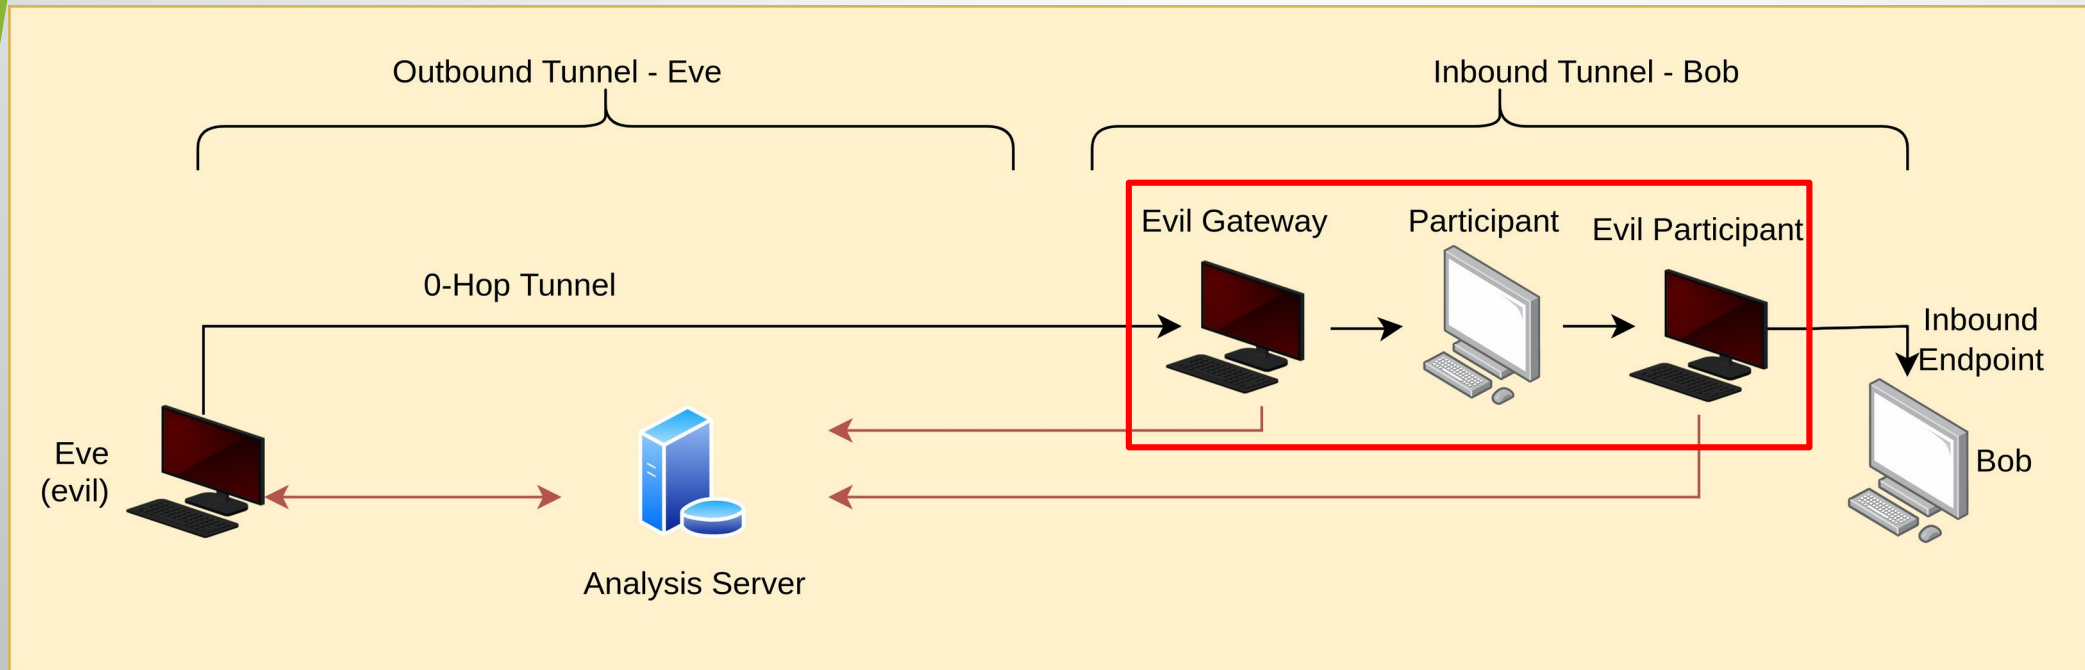 Outbound Tunnel - Eve
Inbound Tunnel - Bob
Evil Gateway
Participant
Evil Participant
0-Hop Tunnel
Inbound
Endpoint
Eve
(evil)
Bob
Analysis Server